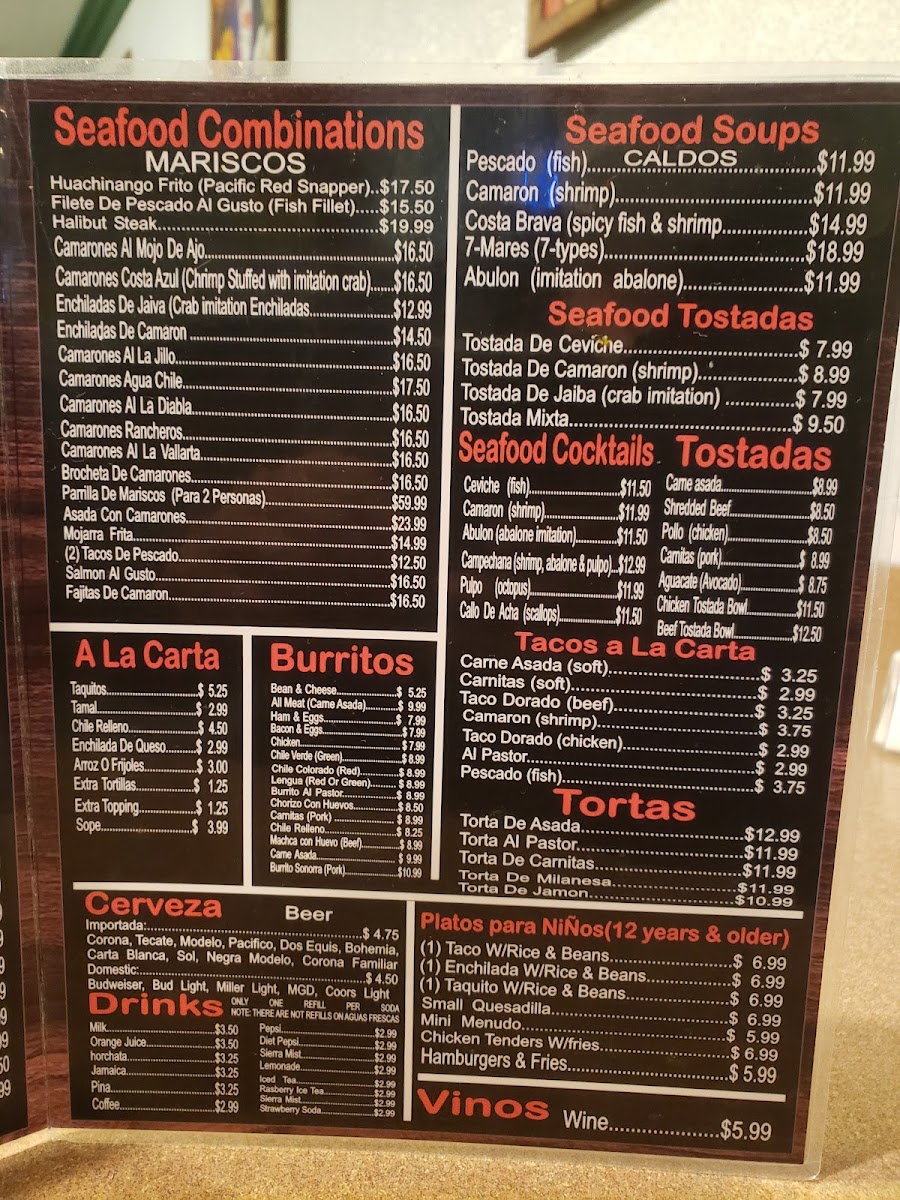 Seafood Combinations
MARISCOS
Huachinango Frito (Pacific Red Snapper)..$17.50
Filete De Pescado Al Gusto (Fish Fillet).....$15.50
Halibut Steak...$19.99
Camarones Al Mojo De Ajo...$16.50
Camarones Costa Azul (Chrimp Stuffed with imitation crab)......$16.50
Enchiladas De Jaiva (Crab imitation Enchiladas...$12.99
Enchiladas De Camaron ...$14.50
Camarones Al La Jillo...$16.50
Camarones Agua Chile...$17.50
Camarones Al La Diabla...$16.50
Camarones Rancheros...$16.50
Camarones Al La Vallarta...$16.50
Brocheta De Camarones...$16.50
Parrilla De Mariscos (Para 2 Personas)...$59.99
Asada Con Camarones...$23.99
Mojarra Frita...$14.99
(2) Tacos De Pescado...$12.50
Salmon Al Gusto...$16.50
Fajitas De Camaron...$16.50
Seafood Soups
CALDOS
Pescado (fish)...$11.99
Camaron (shrimp)...$11.99
Costa Brava (spicy fish & shrimp...$14.99
7-Mares (7-types)...$18.99
Abulon (imitation abalone)...$11.99
Seafood Tostadas
Tostada De Ceviche...$ 7.99
Tostada De Camaron (shrimp)...$ 8.99
Tostada De Jaiba (crab imitation) ...$ 7.99
Tostada Mixta...$ 9.50
Seafood Cocktails
Ceviche (fish)...$11.50
Camaron (shrimp)...$11.99
Abulon (abalone imitation)...$11.50
Campechana (shrimp, abalone & pulpo)..$12.99
Pulpo (octopus)...$11.99
Callo De Acha (scallops)...$11.50
Tostadas
Carne asada...$8.99
Shredded Beef...$8.50
Pollo (chicken)...$8.50
Carnitas (pork)...$ 8.99
Aguacate (Avocado)...$ 8.75
Chicken Tostada Bowl...$11.50
Beef Tostada Bowl...$12.50
Tacos a La Carta
Carne Asada (soft)...$ 3.25
Carnitas (soft)...$ 2.99
Taco Dorado (beef)...$ 3.25
Camaron (shrimp)...$ 3.75
Taco Dorado (chicken)...$ 2.99
Al Pastor...$ 2.99
Pescado (fish)...$ 3.75
Tortas
Torta De Asada...$12.99
Torta Al Pastor...$11.99
Torta De Carnitas...$11.99
Torta De Milanesa...$11.99
Torta De Jamon...$10.99
A La Carta
Taquitos...$ 5.25
Tamal...$ 2.99
Chile Relleno...$ 4.50
Enchilada De Queso...$ 2.99
Arroz O Frijoles...$ 3.00
Extra Tortillas...$ 1.25
Extra Topping...$ 1.25
Sope...$ 3.99
Burritos
Bean & Cheese...$ 5.25
All Meat (Carne Asada)...$ 9.99
Ham & Eggs...$ 7.99
Bacon & Eggs...$ 7.99
Chicken...$ 7.99
Chile Verde (Green)...$ 8.99
Chile Colorado (Red)...$ 8.99
Lengua (Red Or Green)...$ 8.99
Burrito Al Pastor...$ 8.99
Chorizo Con Huevos...$ 8.50
Carnitas (Pork) ...$ 8.99
Chile Relleno...$ 8.25
Machca con Huevo (Beef)...$ 8.99
Carne Asada...$ 9.99
Burrito Sonorra (Pork)...$10.99
Cerveza Beer
Importada:...$ 4.75
Corona, Tecate, Modelo, Pacifico, Dos Equis, Bohemia,
Carta Blanca, Sol, Negra Modelo, Corona Familiar
Domestic:...$ 4.50
Budweiser, Bud Light, Miller Light, MGD, Coors Light
Drinks
ONLY ONE REFILL PER SODA
NOTE: THERE ARE NOT REFILLS ON AGUAS FRESCAS
Milk...$3.50
Orange Juice...$3.50
horchata...$3.25
Jamaica...$3.25
Pina...$3.25
Coffee...$2.99
Pepsi...$2.99
Diet Pepsi...$2.99
Sierra Mist...$2.99
Lemonade...$2.99
Iced Tea...$2.99
Rasberry Ice Tea...$2.99
Sierra Mist...$2.99
Strawberry Soda...$2.99
Platos para NiÑos(12 years & older)
(1) Taco W/Rice & Beans...$ 6.99
(1) Enchilada W/Rice & Beans...$ 6.99
(1) Taquito W/Rice & Beans...$ 6.99
Small Quesadilla...$ 6.99
Mini Menudo...$ 5.99
Chicken Tenders W/fries...$ 6.99
Hamburgers & Fries...$ 5.99
Vinos
Wine...$5.99